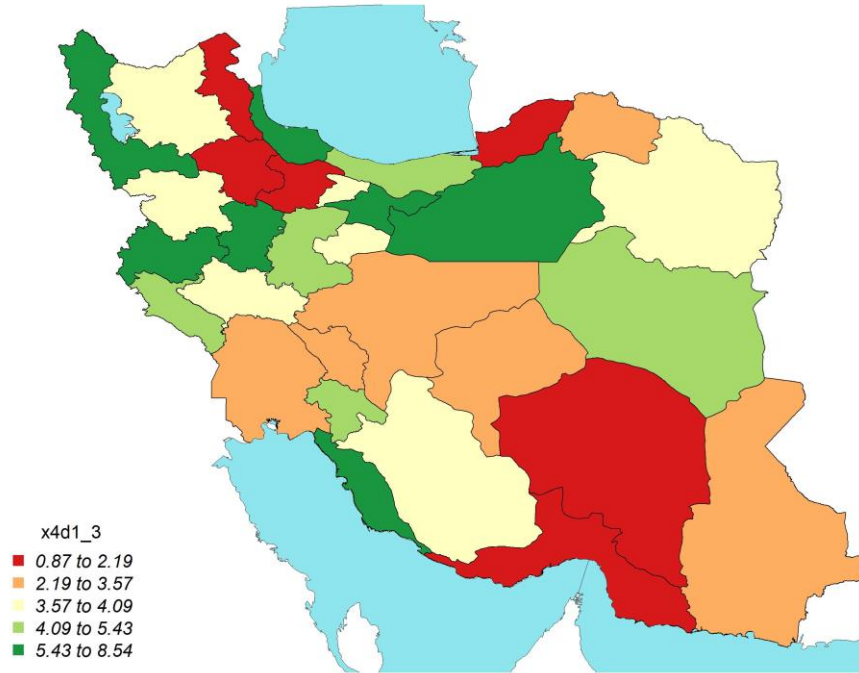 x4d1_3
0.87 to 2.19
2.19 to 3.57
3.57 to 4.09
4.09 to 5.43
5.43 to 8.54